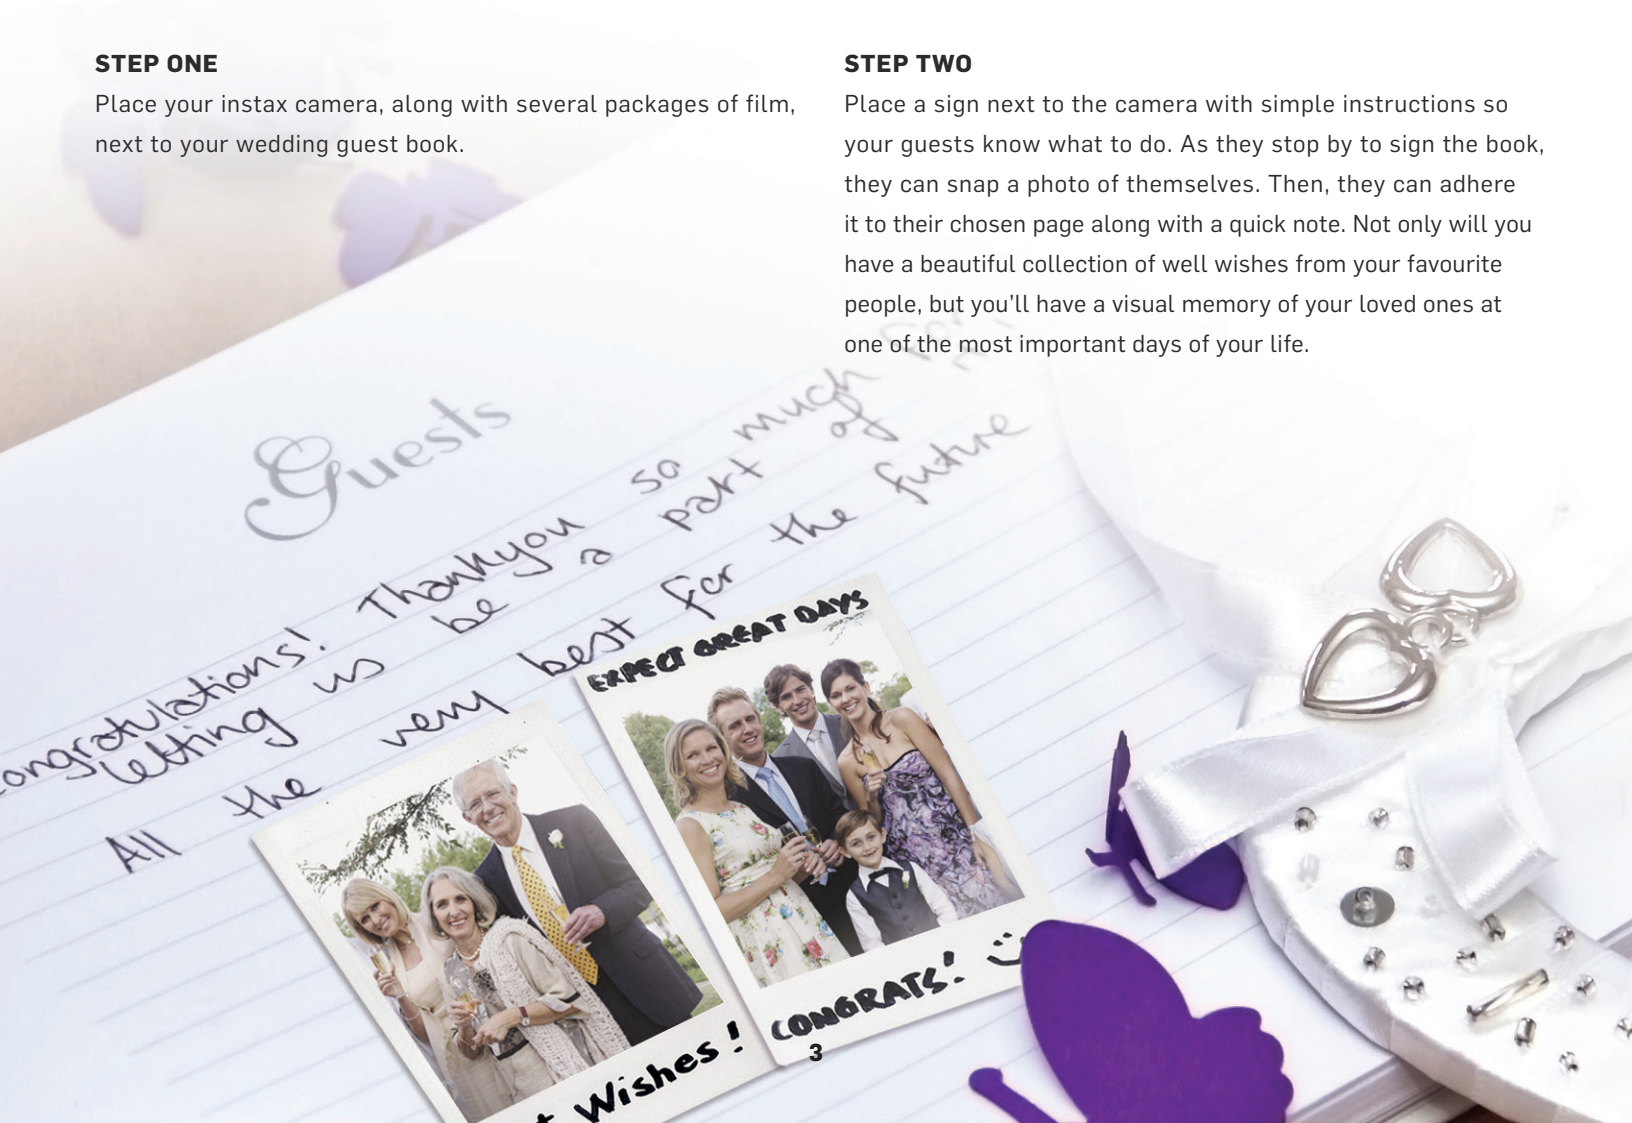 STEP ONE
Place your instax camera, along with several packages of film,
next to your wedding guest book.
STEP TWO
Place a sign next to the camera with simple instructions so
your guests know what to do. As they stop by to sign the book,
they can snap a photo of themselves. Then, they can adhere
it to their chosen page along with a quick note. Not only will you
have a beautiful collection of well wishes from your favourite
people, but you’ll have a visual memory of your loved ones at
one of the most important days of your life.
Guests
ongratulations! Thankyou so much for
letting us be a part of
All the very best for the future
EXPECT GREAT DAYS
CONGRATS! :)
t Wishes!
3